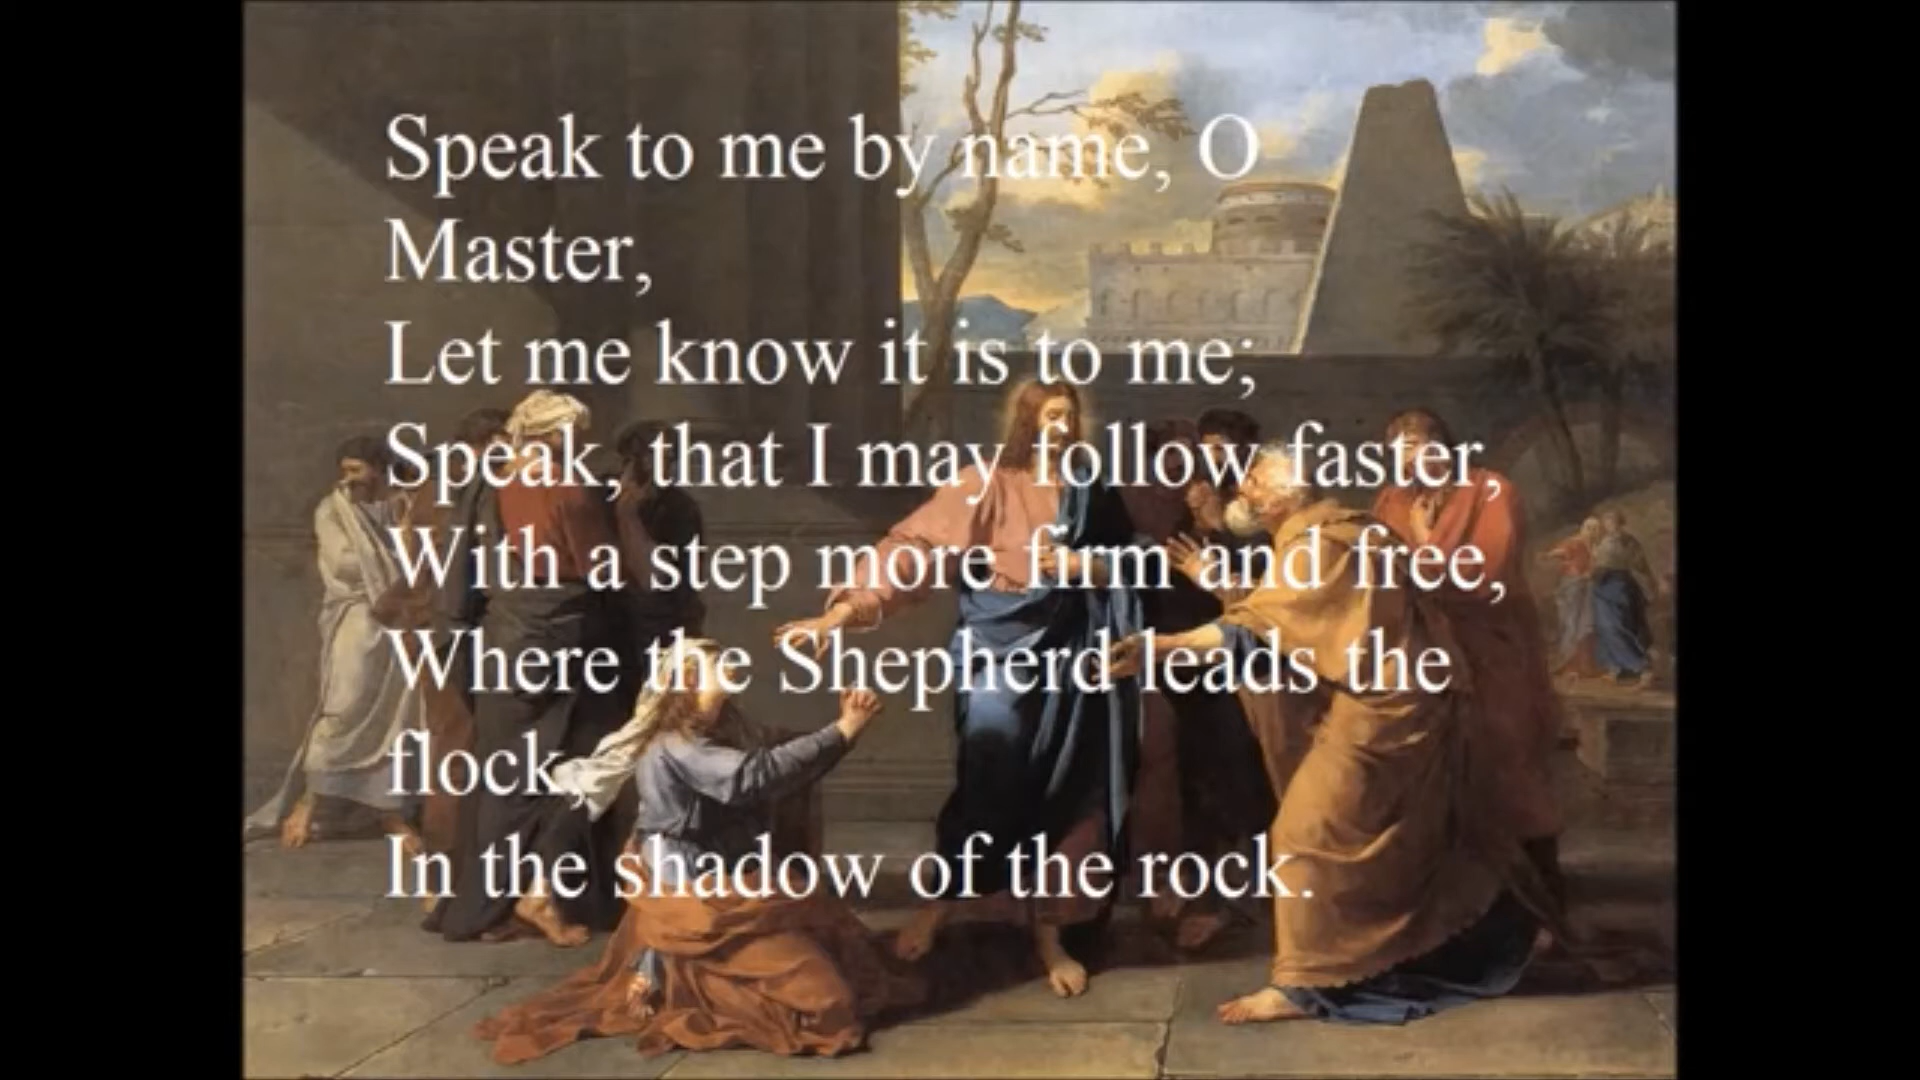 Speak to me by name, O
Master,
Let me know it is to me;
Speak, that I may follow faster,
With a step more firm and free,
Where the Shepherd leads the
flock,
In the shadow of the rock.